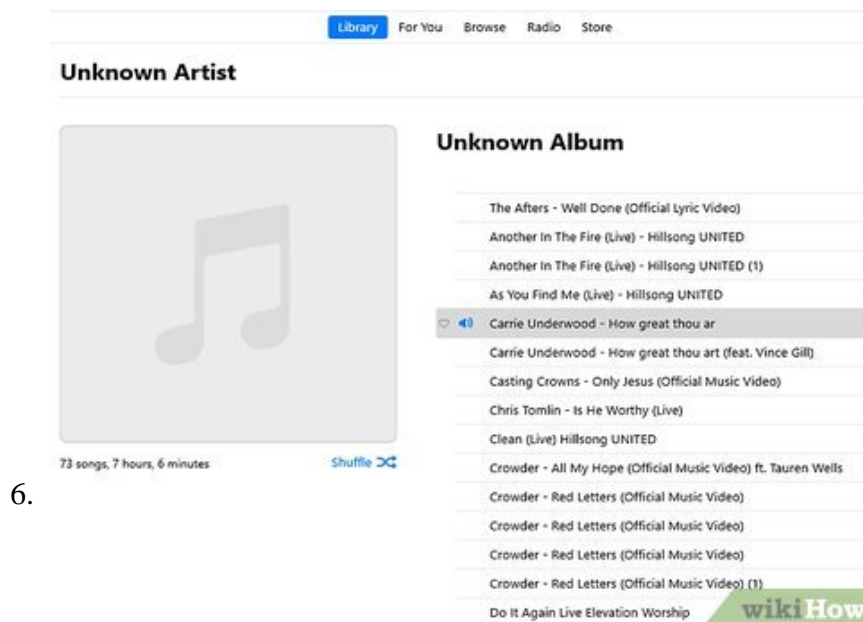 Library For You Browse Radio Store
Unknown Artist
Unknown Album
The Afters - Well Done (Official Lyric Video)
Another In The Fire (Live) - Hillsong UNITED
Another In The Fire (Live) - Hillsong UNITED (1)
As You Find Me (Live) - Hillsong UNITED
Carrie Underwood - How great thou ar
Carrie Underwood - How great thou art (feat. Vince Gill)
Casting Crowns - Only Jesus (Official Music Video)
Chris Tomlin - Is He Worthy (Live)
Clean (Live) Hillsong UNITED
73 songs, 7 hours, 6 minutes Shuffle
Crowder - All My Hope (Official Music Video) ft. Tauren Wells
6.
Crowder - Red Letters (Official Music Video)
Crowder - Red Letters (Official Music Video)
Crowder - Red Letters (Official Music Video)
Crowder - Red Letters (Official Music Video) (1)
Do It Again Live Elevation Worship
wikiHow